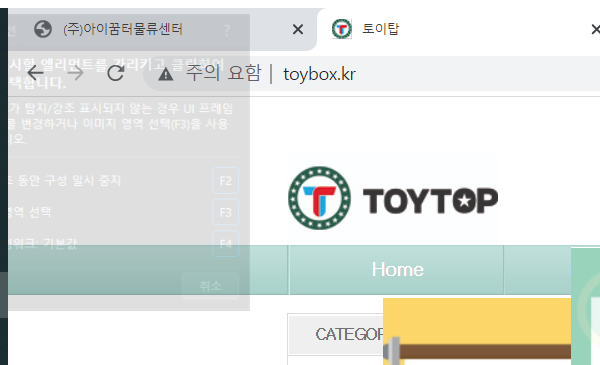 (주)아이꿈터물류센터
토이탑
주의 요함
toybox.kr
시할 엘리먼트를 가리키고 클릭하여
택합니다.
가 탐지/강조 표시되지 않는 경우 UI 프레임
를 변경하거나 이미지 영역 선택(F3)을 사용
오.
동안 구성 일시 중지
F2
영역 선택
F3
워크: 기본값
F4
취소
TOYTOP
Home
CATEGOR